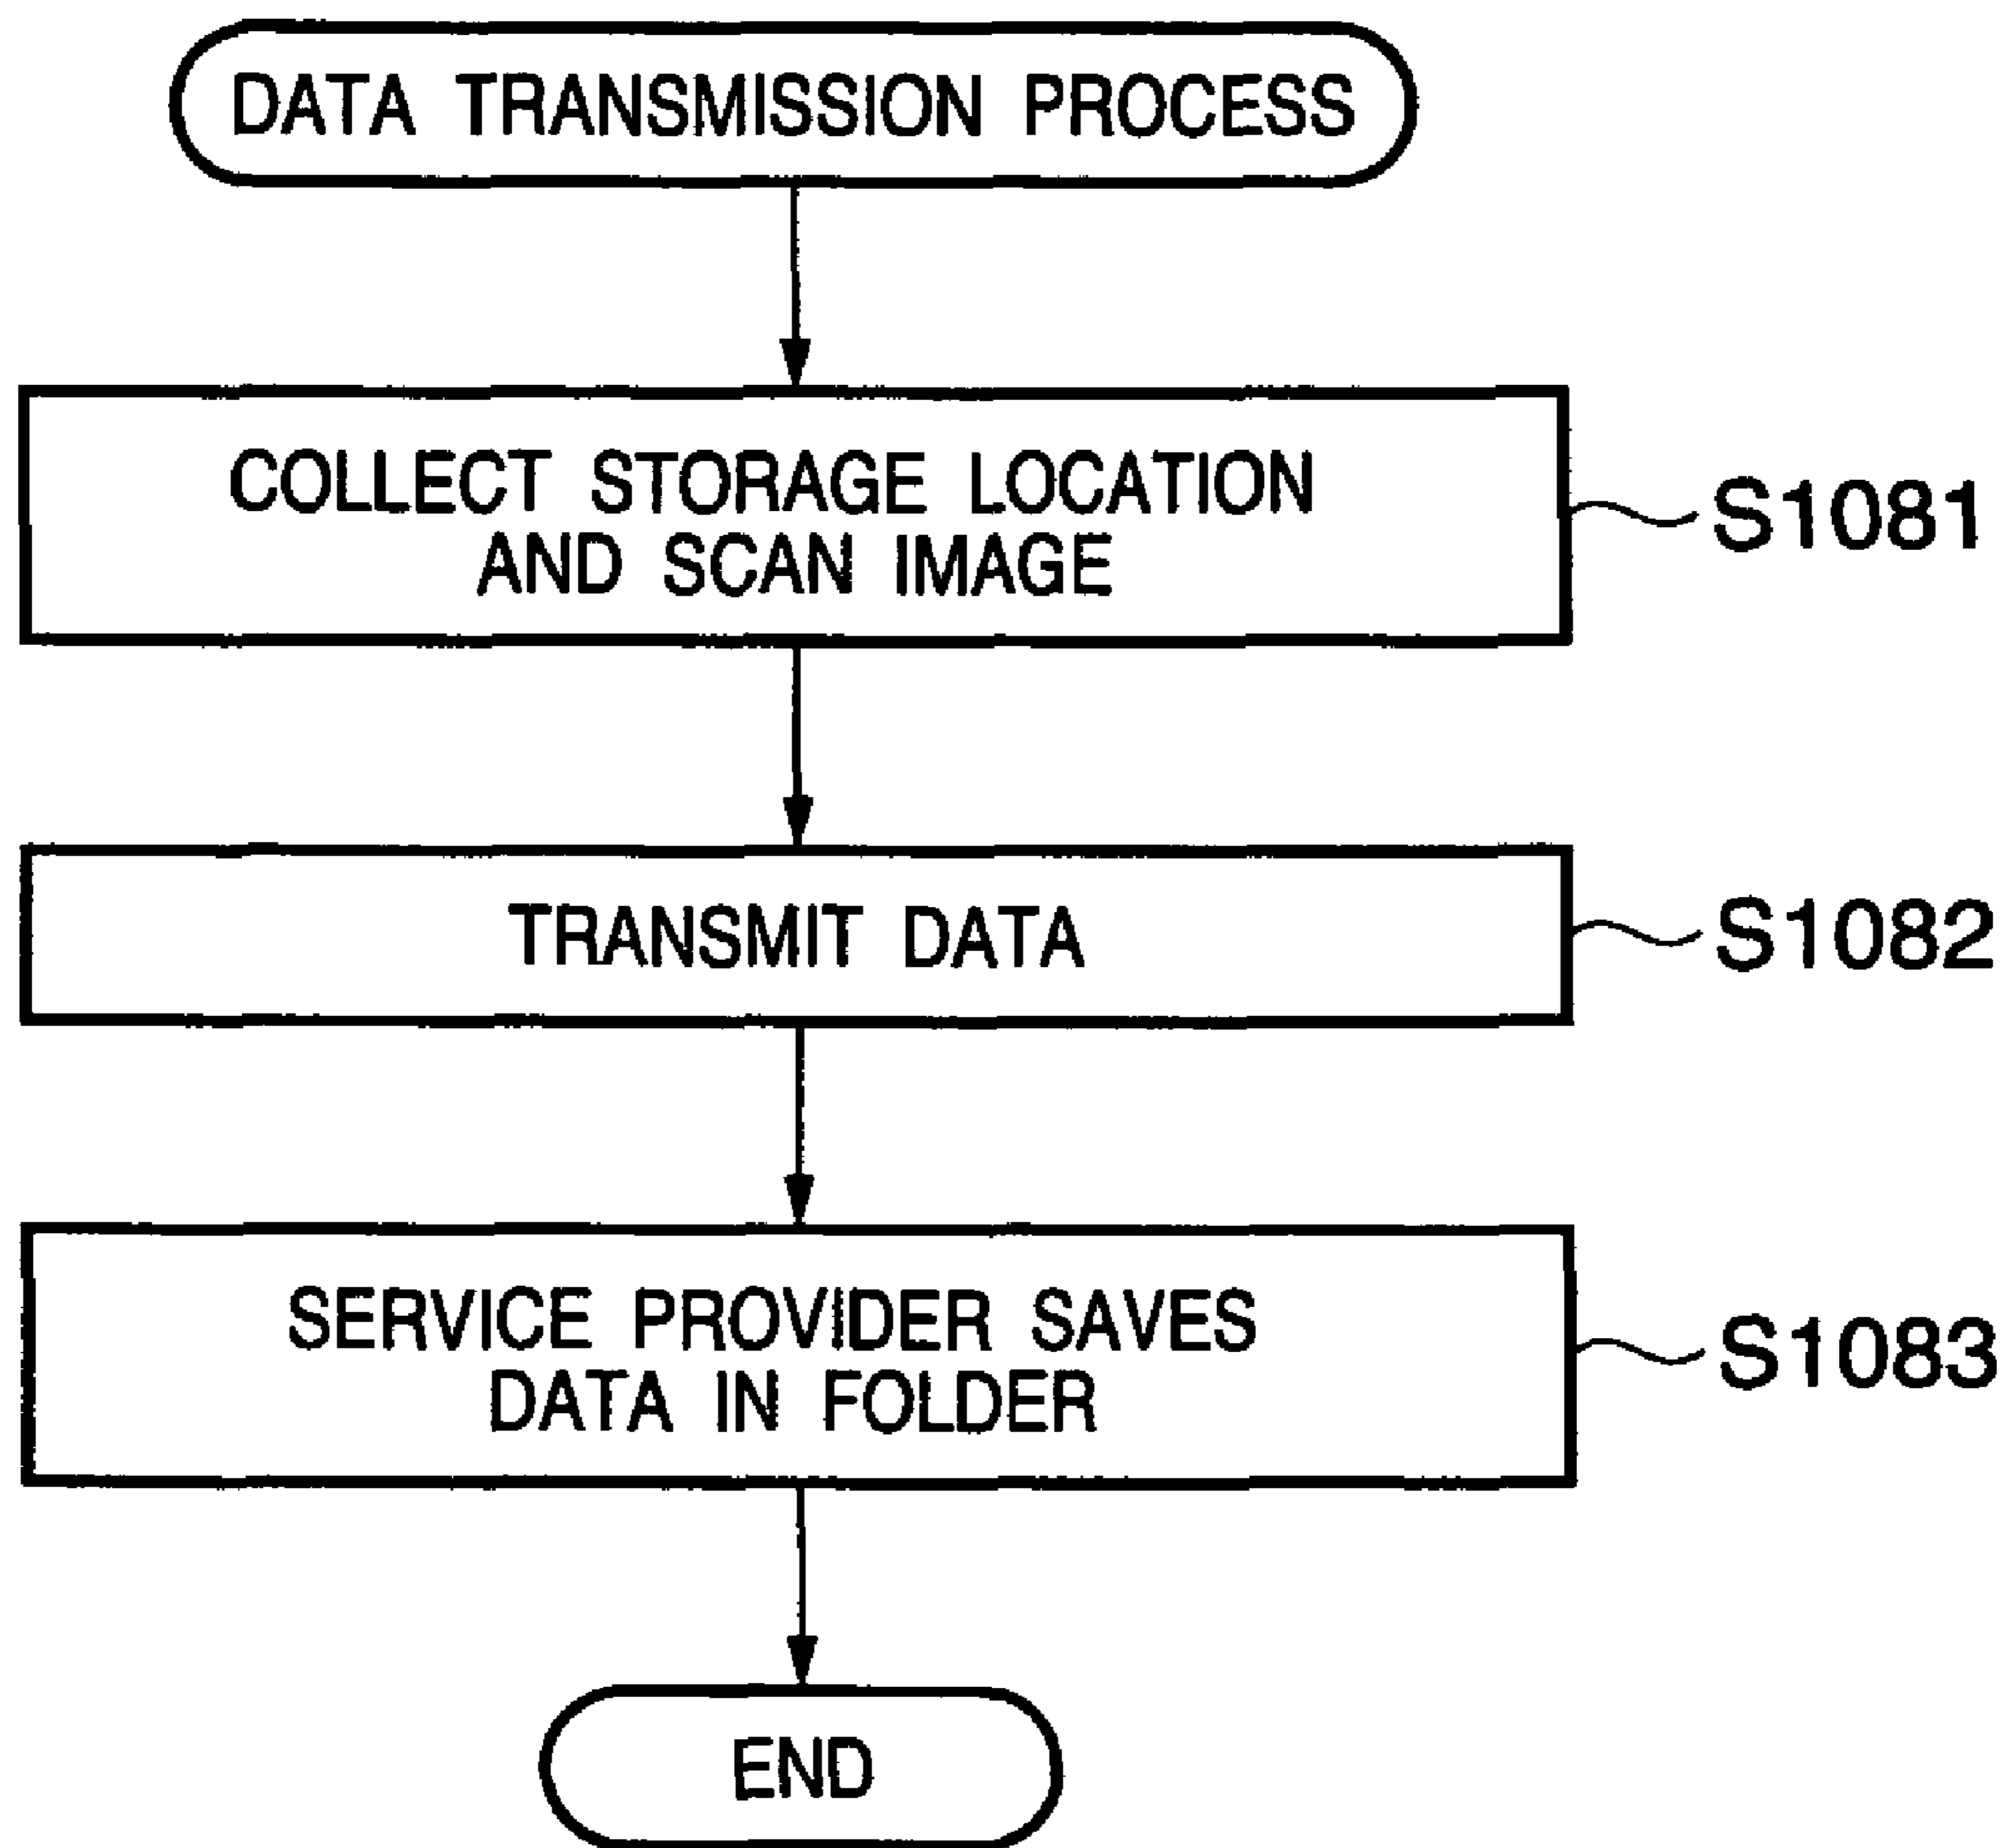 DATA TRANSMISSION PROCESS
COLLECT STORAGE LOCATION
AND SCAN IMAGE
S1081
TRANSMIT DATA
S1082
SERVICE PROVIDER SAVES
DATA IN FOLDER
S1083
END